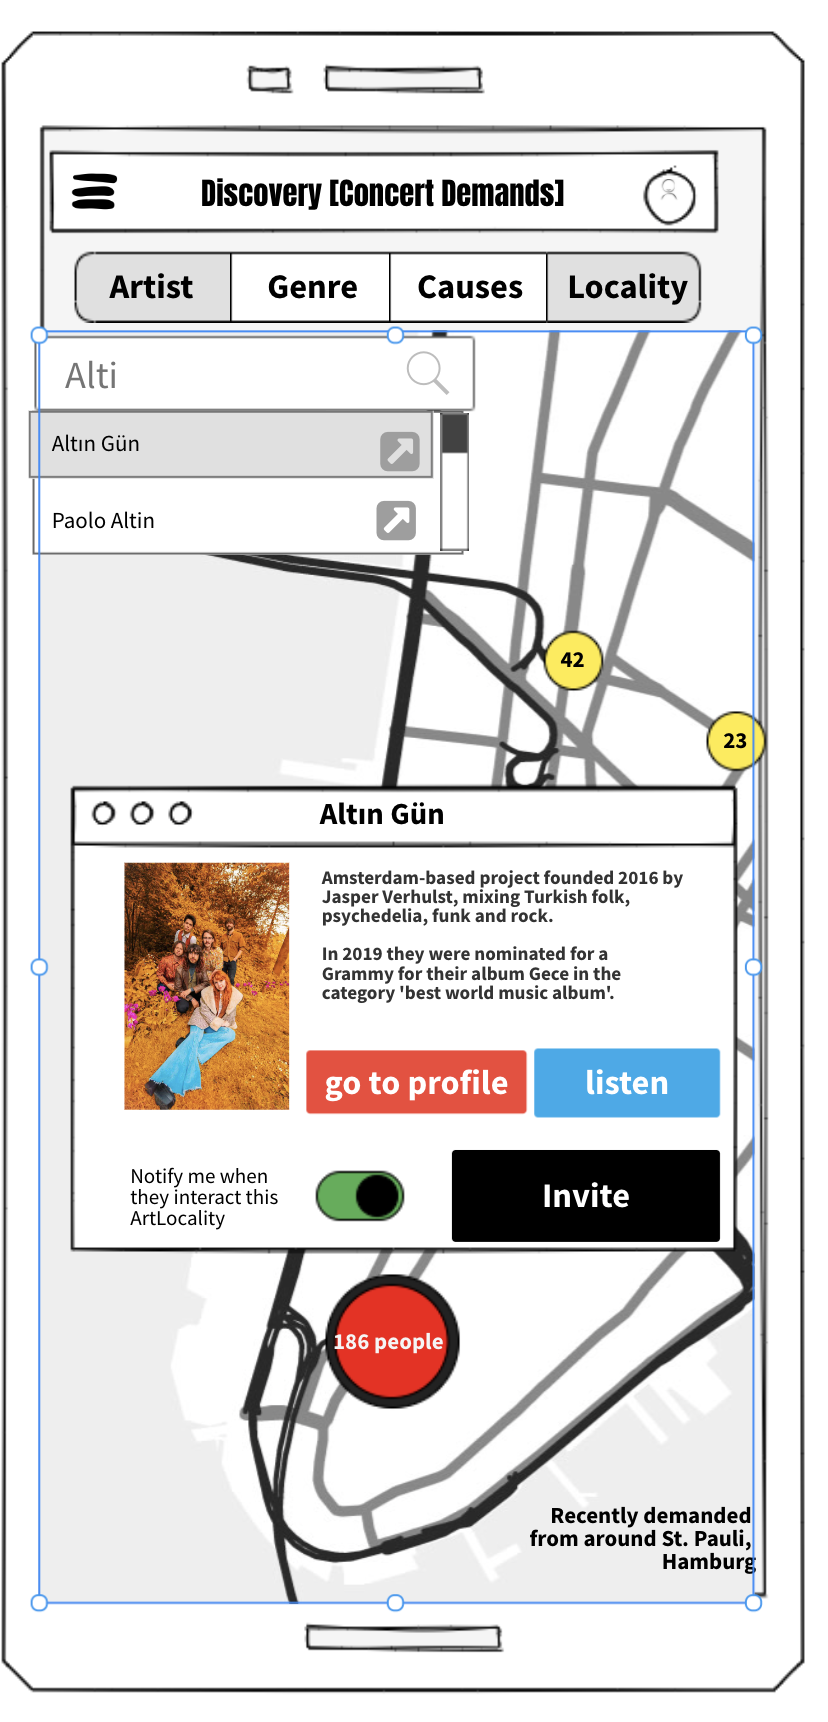 Discovery [Concert Demands]
Artist
Genre
Causes
Locality
Alti
Altın Gün
Paolo Altin
42
23
Altın Gün
Amsterdam-based project founded 2016 by
Jasper Verhulst, mixing Turkish folk,
psychedelia, funk and rock.
In 2019 they were nominated for a
Grammy for their album Gece in the
category 'best world music album'.
go to profile
listen
Notify me when
they interact this
ArtLocality
Invite
186 people
Recently demanded
from around St. Pauli,
Hamburg